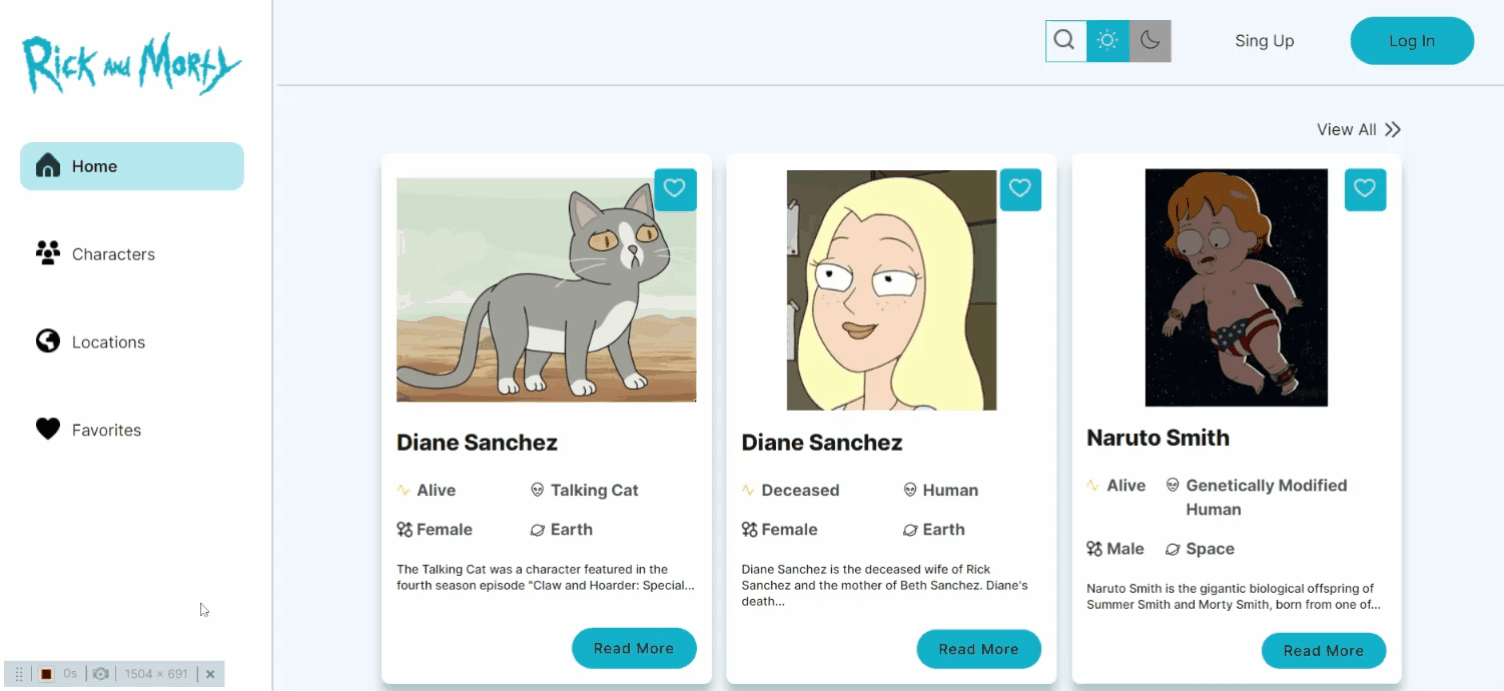 Rick and Morty
Sing Up
Log In
Home
Characters
Locations
Favorites
View All
Diane Sanchez
Alive
Talking Cat
Female
Earth
The Talking Cat was a character featured in the
fourth season episode "Claw and Hoarder: Special...
Read More
Diane Sanchez
Deceased
Human
Female
Earth
Diane Sanchez is the deceased wife of Rick
Sanchez and the mother of Beth Sanchez. Diane's
death...
Read More
Naruto Smith
Alive
Genetically Modified
Human
Male
Space
Naruto Smith is the gigantic biological offspring of
Summer Smith and Morty Smith, born from one of...
Read More
0s
1504 × 691